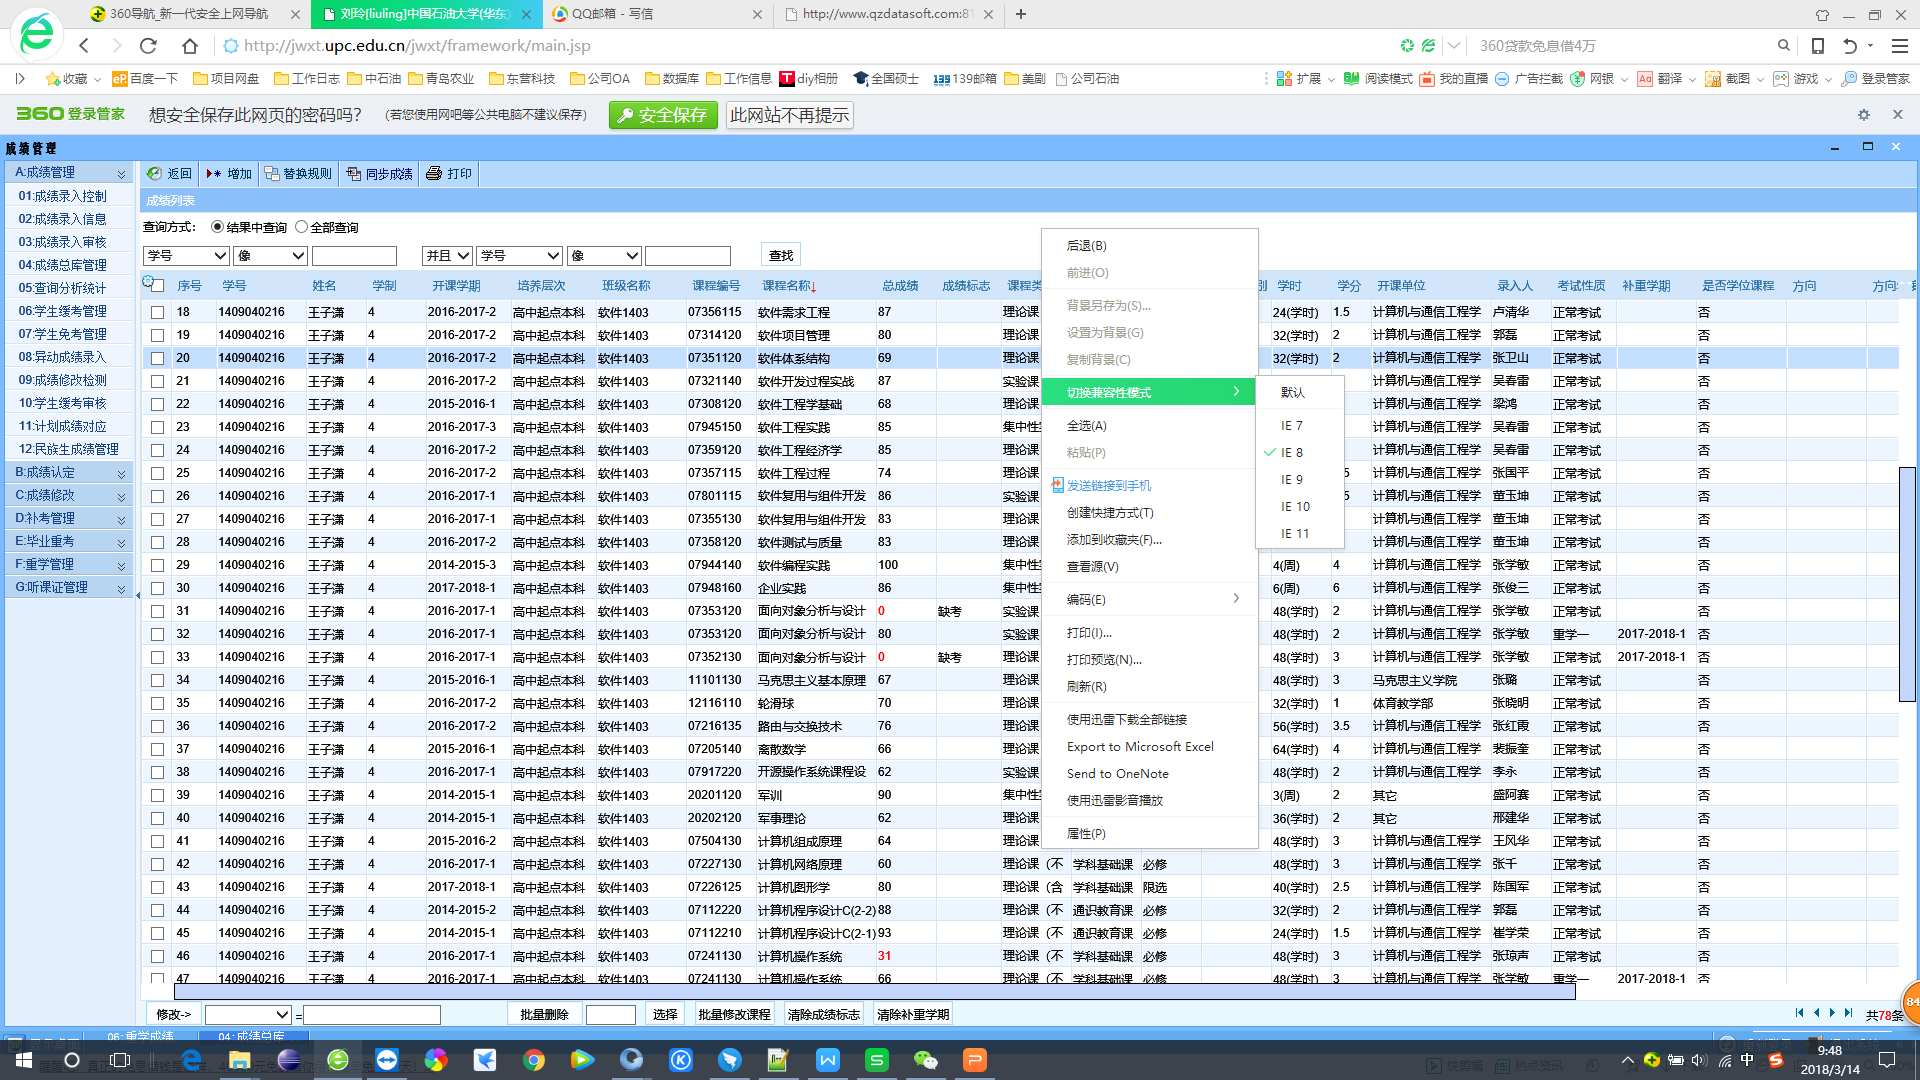 360导航_新一代安全上网导航
刘玲[liuling]中国石油大学(华东)
QQ邮箱 - 写信
http://www.qzdatasoft.com:81
http://jwxt.upc.edu.cn/jwxt/framework/main.jsp
360贷款免息借4万
收藏 百度一下 项目网盘 工作日志 中石油 青岛农业 东营科技 公司OA 数据库 工作信息 diy相册 全国硕士 139邮箱 美剧 公司石油 扩展 阅读模式 我的直播 广告拦截 网银 翻译 截图 游戏 登录管家
360登录管家 想安全保存此网页的密码吗? (若您使用网吧等公共电脑不建议保存) 安全保存 此网站不再提示
成绩管理
A:成绩管理
01:成绩录入控制
02:成绩录入信息
03:成绩录入审核
04:成绩总库管理
05:查询分析统计
06:学生缓考管理
07:学生免考管理
08:异动成绩录入
09:成绩修改检测
10:学生缓考审核
11:计划成绩对应
12:民族生成绩管理
B:成绩认定
C:成绩修改
D:补考管理
E:毕业重考
F:重学管理
G:听课证管理
返回 增加 替换规则 同步成绩 打印
成绩列表
查询方式: 结果中查询 全部查询
学号 像 并且 学号 像 查找
序号 学号 姓名 学制 开课学期 培养层次 班级名称 课程编号 课程名称↓ 总成绩 成绩标志 课程类 别 学时 学分 开课单位 录入人 考试性质 补重学期 是否学位课程 方向 方向
18 1409040216 王子潇 4 2016-2017-2 高中起点本科 软件1403 07356115 软件需求工程 87 理论课 24(学时) 1.5 计算机与通信工程学 卢清华 正常考试 否
19 1409040216 王子潇 4 2016-2017-2 高中起点本科 软件1403 07314120 软件项目管理 80 理论课 32(学时) 2 计算机与通信工程学 郭磊 正常考试 否
20 1409040216 王子潇 4 2016-2017-2 高中起点本科 软件1403 07351120 软件体系结构 69 理论课 32(学时) 2 计算机与通信工程学 张卫山 正常考试 否
21 1409040216 王子潇 4 2016-2017-2 高中起点本科 软件1403 07321140 软件开发过程实战 87 实验课 计算机与通信工程学 吴春雷 正常考试 否
22 1409040216 王子潇 4 2015-2016-1 高中起点本科 软件1403 07308120 软件工程学基础 68 理论课 计算机与通信工程学 梁鸿 正常考试 否
23 1409040216 王子潇 4 2016-2017-3 高中起点本科 软件1403 07945150 软件工程实践 85 集中性 计算机与通信工程学 吴春雷 正常考试 否
24 1409040216 王子潇 4 2016-2017-2 高中起点本科 软件1403 07359120 软件工程经济学 85 理论课 计算机与通信工程学 吴春雷 正常考试 否
25 1409040216 王子潇 4 2016-2017-1 高中起点本科 软件1403 07357115 软件工程过程 74 理论课 5 计算机与通信工程学 张国平 正常考试 否
26 1409040216 王子潇 4 2016-2017-1 高中起点本科 软件1403 07801115 软件复用与组件开发 86 实验课 5 计算机与通信工程学 董玉坤 正常考试 否
27 1409040216 王子潇 4 2016-2017-1 高中起点本科 软件1403 07355130 软件复用与组件开发 83 理论课 计算机与通信工程学 董玉坤 正常考试 否
28 1409040216 王子潇 4 2016-2017-2 高中起点本科 软件1403 07358120 软件测试与质量 83 理论课 计算机与通信工程学 董玉坤 正常考试 否
29 1409040216 王子潇 4 2014-2015-3 高中起点本科 软件1403 07944140 软件编程实践 100 集中性 4(周) 4 计算机与通信工程学 张学敏 正常考试 否
30 1409040216 王子潇 4 2017-2018-1 高中起点本科 软件1403 07948160 企业实践 86 集中性 6(周) 6 计算机与通信工程学 张俊三 正常考试 否
31 1409040216 王子潇 4 2016-2017-1 高中起点本科 软件1403 07353120 面向对象分析与设计 0 缺考 实验课 48(学时) 2 计算机与通信工程学 张学敏 正常考试 否
32 1409040216 王子潇 4 2016-2017-1 高中起点本科 软件1403 07353120 面向对象分析与设计 80 实验课 48(学时) 2 计算机与通信工程学 张学敏 重学一 2017-2018-1 否
33 1409040216 王子潇 4 2016-2017-1 高中起点本科 软件1403 07352130 面向对象分析与设计 0 缺考 理论课 48(学时) 3 计算机与通信工程学 张学敏 正常考试 2017-2018-1 否
34 1409040216 王子潇 4 2015-2016-1 高中起点本科 软件1403 11101130 马克思主义基本原理 67 理论课 48(学时) 3 马克思主义学院 张璐 正常考试 否
35 1409040216 王子潇 4 2016-2017-2 高中起点本科 软件1403 12116110 轮滑球 70 理论课 32(学时) 1 体育教学部 张晓明 正常考试 否
36 1409040216 王子潇 4 2016-2017-2 高中起点本科 软件1403 07216135 路由与交换技术 76 理论课 56(学时) 3.5 计算机与通信工程学 张红霞 正常考试 否
37 1409040216 王子潇 4 2015-2016-1 高中起点本科 软件1403 07205140 离散数学 66 理论课 64(学时) 4 计算机与通信工程学 裴振奎 正常考试 否
38 1409040216 王子潇 4 2016-2017-1 高中起点本科 软件1403 07917220 开源操作系统课程设 62 实验课 48(学时) 2 计算机与通信工程学 李永 正常考试 否
39 1409040216 王子潇 4 2014-2015-1 高中起点本科 软件1403 20201120 军训 90 集中性 3(周) 2 其它 盛阿赛 正常考试 否
40 1409040216 王子潇 4 2014-2015-1 高中起点本科 软件1403 20202120 军事理论 62 理论课 36(学时) 2 其它 邢建华 正常考试 否
41 1409040216 王子潇 4 2015-2016-2 高中起点本科 软件1403 07504130 计算机组成原理 64 理论课 48(学时) 3 计算机与通信工程学 王风华 正常考试 否
42 1409040216 王子潇 4 2016-2017-1 高中起点本科 软件1403 07227130 计算机网络原理 60 理论课 (不 学科基础课 必修 48(学时) 3 计算机与通信工程学 张千 正常考试 否
43 1409040216 王子潇 4 2017-2018-1 高中起点本科 软件1403 07226125 计算机图形学 80 理论课 (含 学科基础课 限选 40(学时) 2.5 计算机与通信工程学 陈国军 正常考试 否
44 1409040216 王子潇 4 2014-2015-2 高中起点本科 软件1403 07112220 计算机程序设计C(2-2) 88 理论课 (不 通识教育课 必修 32(学时) 2 计算机与通信工程学 郭磊 正常考试 否
45 1409040216 王子潇 4 2014-2015-1 高中起点本科 软件1403 07112210 计算机程序设计C(2-1) 93 理论课 (不 通识教育课 必修 24(学时) 1.5 计算机与通信工程学 崔学荣 正常考试 否
46 1409040216 王子潇 4 2016-2017-1 高中起点本科 软件1403 07241130 计算机操作系统 31 理论课 (不 学科基础课 必修 48(学时) 3 计算机与通信工程学 张琼声 正常考试 否
47 1409040216 王子潇 4 2016-2017-1 高中起点本科 软件1403 07241130 计算机操作系统 66 理论课 (不 学科基础课 必修 48(学时) 3 计算机与通信工程学 张学敏 重学一 2017-2018-1 否
后退(B)
前进(O)
背景另存为(S)...
设置为背景(G)
复制背景(C)
切换兼容性模式
全选(A)
粘贴(P)
发送链接到手机
创建快捷方式(T)
添加到收藏夹(F)...
查看源(V)
编码(E)
打印(I)...
打印预览(N)...
刷新(R)
使用迅雷下载全部链接
Export to Microsoft Excel
Send to OneNote
使用迅雷影音播放
属性(P)
默认
IE 7
IE 8
IE 9
IE 10
IE 11
修改-> = 批量删除 选择 批量修改课程 清除成绩标志 清除补重学期 共78条
84
06:重学成绩 04:成绩总库
中
9:48
2018/3/14